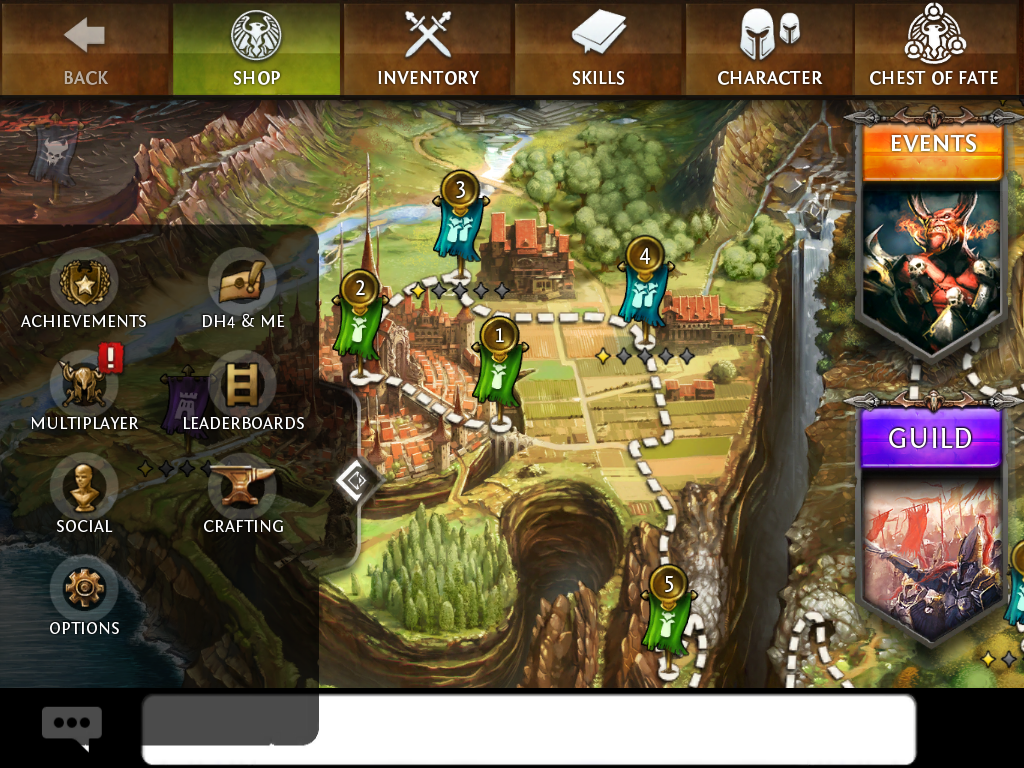 BACK
SHOP
INVENTORY
SKILLS
CHARACTER
CHEST OF FATE
EVENTS
3
4
2
1
ACHIEVEMENTS
DH4 & ME
!
MULTIPLAYER
LEADERBOARDS
GUILD
SOCIAL
CRAFTING
5
OPTIONS